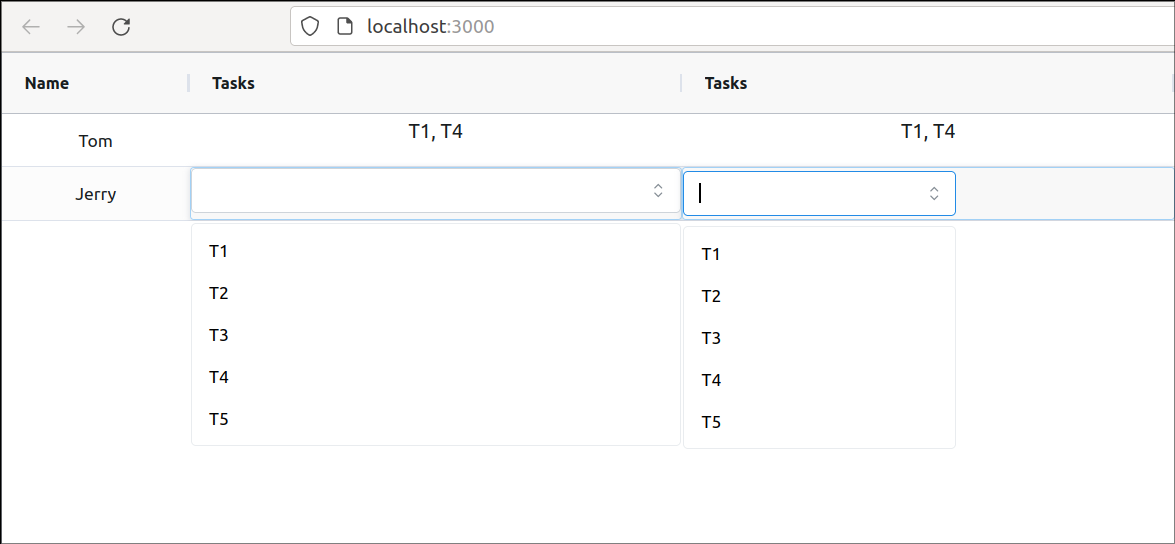 localhost:3000
Name Tasks Tasks
Tom T1, T4 T1, T4
Jerry
T1 T1
T2 T2
T3 T3
T4 T4
T5 T5